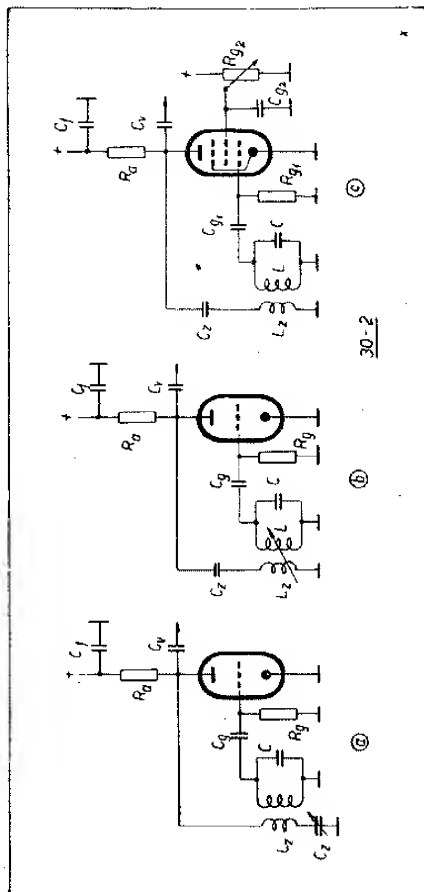 +
Cf
Ra
Cv
Cg
C
Rg
Lz
Cz
a
+
Cf
Ra
Cv
Cg
L
C
Rg
Cz
Lz
b
+
Cf
Ra
Cv
+
Rg2
Cg2
Cg1
Rg1
L
C
Cz
Lz
c
30-2